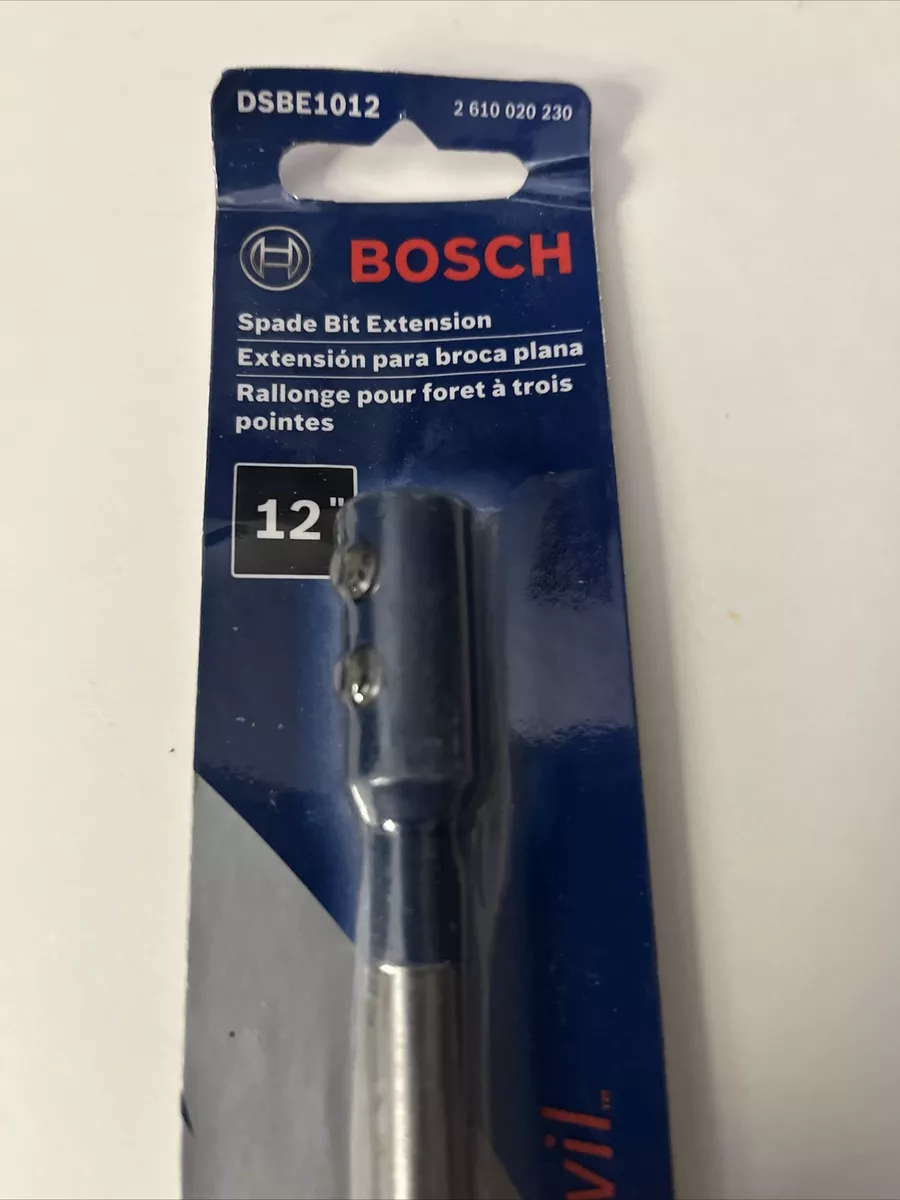 DSBE1012 2 610 020 230
BOSCH
Spade Bit Extension
Extensión para broca plana
Rallonge pour foret à trois
pointes
12"
vil™